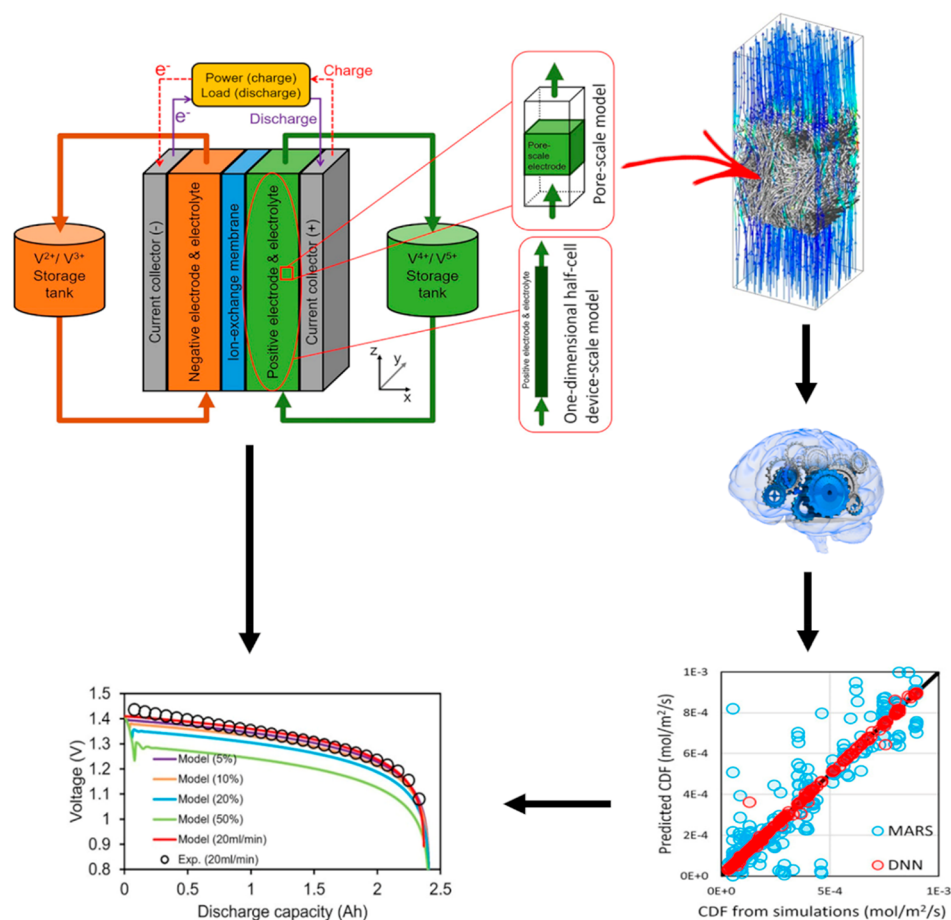 e-
Power (charge)
Load (discharge)
Charge
e-
Discharge
Current collector (-)
Negative electrode & electrolyte
Ion-exchange membrane
Positive electrode & electrolyte
Current collector (+)
V2+/ V3+
Storage
tank
V4+/ V5+
Storage
tank
z
y
x
Pore-
scale
electrode
Pore-scale model
Positive electrode & electrolyte
One-dimensional half-cell
device-scale model
Voltage (V)
1.5
1.4
1.3
1.2
1.1
1
0.9
0.8
Model (5%)
Model (10%)
Model (20%)
Model (50%)
Model (20ml/min)
Exp. (20ml/min)
0
0.5
1
1.5
2
2.5
Discharge capacity (Ah)
Predicted CDF (mol/m²/s)
1E-3
8E-4
6E-4
4E-4
2E-4
0E+0
MARS
DNN
0E+0
5E-4
1E-3
CDF from simulations (mol/m²/s)